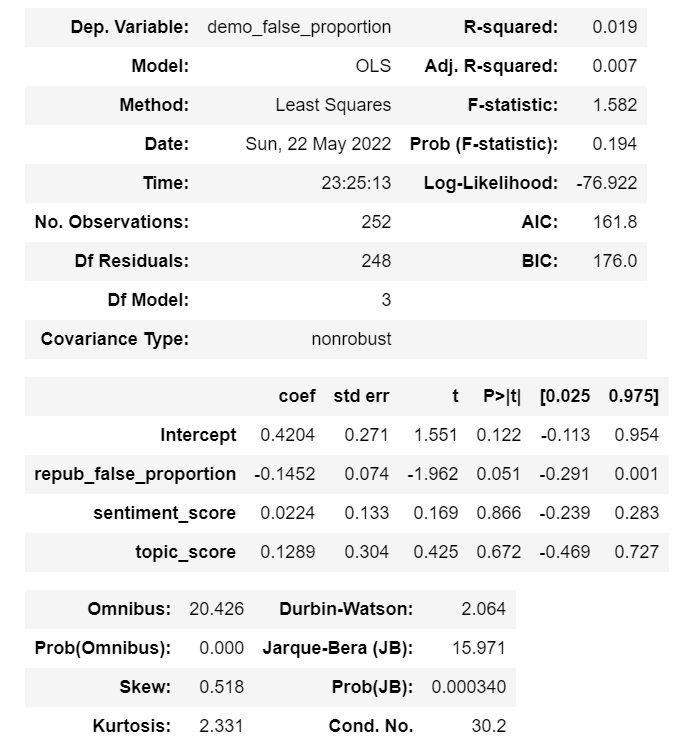 Dep. Variable: demo_false_proportion R-squared: 0.019
Model: OLS Adj. R-squared: 0.007
Method: Least Squares F-statistic: 1.582
Date: Sun, 22 May 2022 Prob (F-statistic): 0.194
Time: 23:25:13 Log-Likelihood: -76.922
No. Observations: 252 AIC: 161.8
Df Residuals: 248 BIC: 176.0
Df Model: 3
Covariance Type: nonrobust
coef std err t P>|t| [0.025 0.975]
Intercept 0.4204 0.271 1.551 0.122 -0.113 0.954
repub_false_proportion -0.1452 0.074 -1.962 0.051 -0.291 0.001
sentiment_score 0.0224 0.133 0.169 0.866 -0.239 0.283
topic_score 0.1289 0.304 0.425 0.672 -0.469 0.727
Omnibus: 20.426 Durbin-Watson: 2.064
Prob(Omnibus): 0.000 Jarque-Bera (JB): 15.971
Skew: 0.518 Prob(JB): 0.000340
Kurtosis: 2.331 Cond. No. 30.2